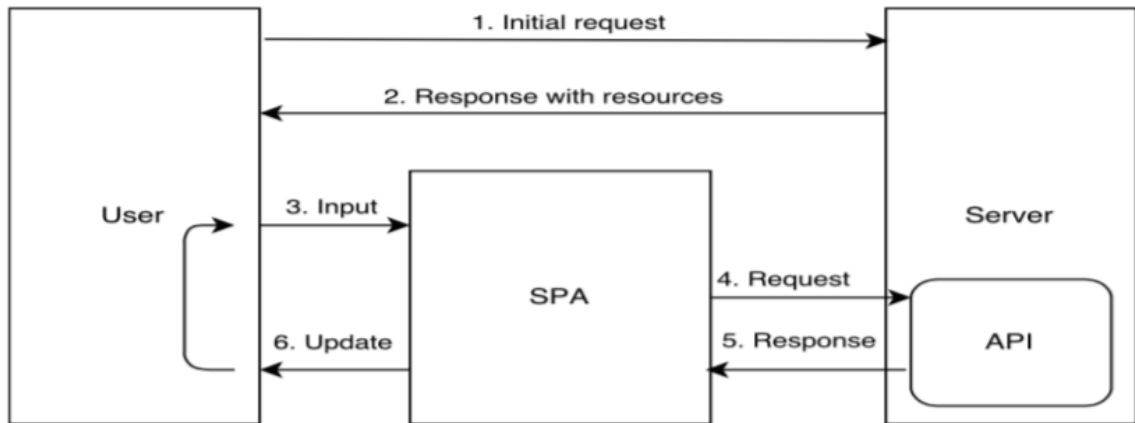 1. Initial request
2. Response with resources
User
3. Input
Server
SPA
4. Request
6. Update
5. Response
API